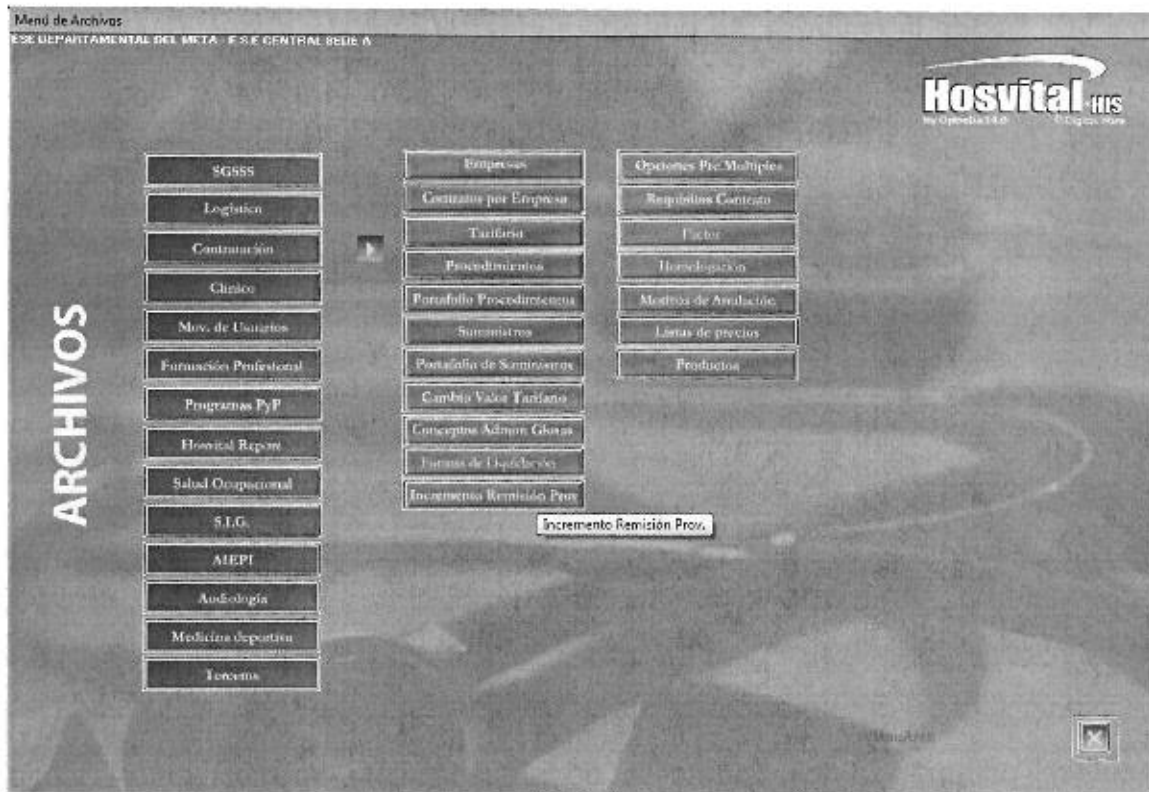 Menú de Archivos
ESE DEPARTAMENTAL DEL META - E.S.E CENTRAL SEDE A
Hosvital-HIS
ARCHIVOS
SGSSS
Logístico
Contratación
Clínico
Mov. de Usuarios
Formación Profesional
Programas PyP
Hosvital Report
Salud Ocupacional
S.I.G.
AIEPI
Audiología
Medicina deportiva
Terceros
Empresas
Contratos por Empresa
Tarifario
Procedimientos
Portafolio Procedimientos
Suministros
Portafolio de Suministros
Cambio Valor Tarifario
Conceptos Admon Glosas
Formas de Liquidación
Incremento Remisión Prov
Incremento Remisión Prov.
Opciones Pre.Multiples
Requisitos Contrato
Factor
Homologación
Motivos de Anulación
Listas de precios
Productos